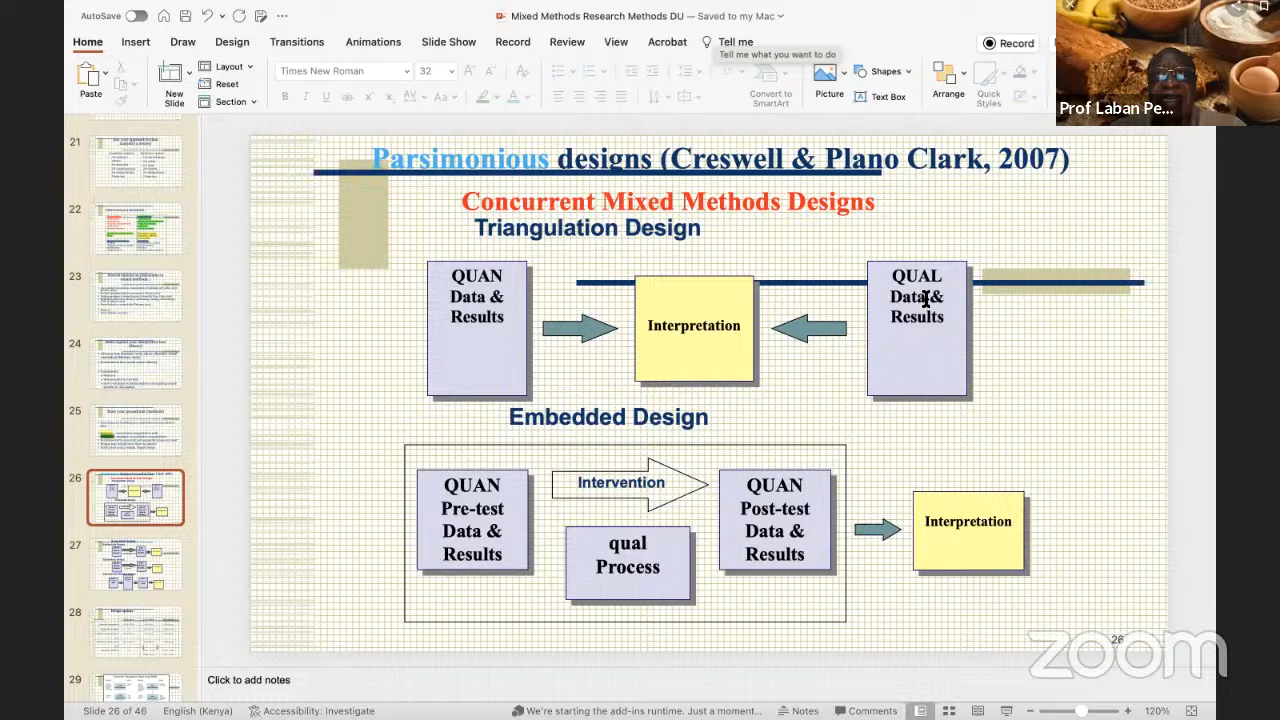 AutoSave
Mixed Methods Research Methods DU — Saved to my Mac
Home Insert Draw Design Slide Show Transitions Animations Slide Show Record Review View Acrobat Tell me
Tell me what you want to do
Record
Paste
New Slide
Layout
Reset
Section
Times New Roman
32
Convert to SmartArt
Picture
Shapes
Text Box
Arrange
Quick Styles
Prof Laban Pe...
21
22
23
24
25
26
27
28
29
Parsimonious designs (Creswell & Plano Clark, 2007)
Concurrent Mixed Methods Designs
Triangulation Design
QUAN
Data &
Results
Interpretation
QUAL
Data &
Results
Embedded Design
QUAN
Pre-test
Data &
Results
Intervention
qual
Process
QUAN
Post-test
Data &
Results
Interpretation
26
zoom
Click to add notes
Slide 26 of 46 English (Kenya) Accessibility: Investigate We're starting the add-ins runtime. Just a moment... Notes Comments 120%